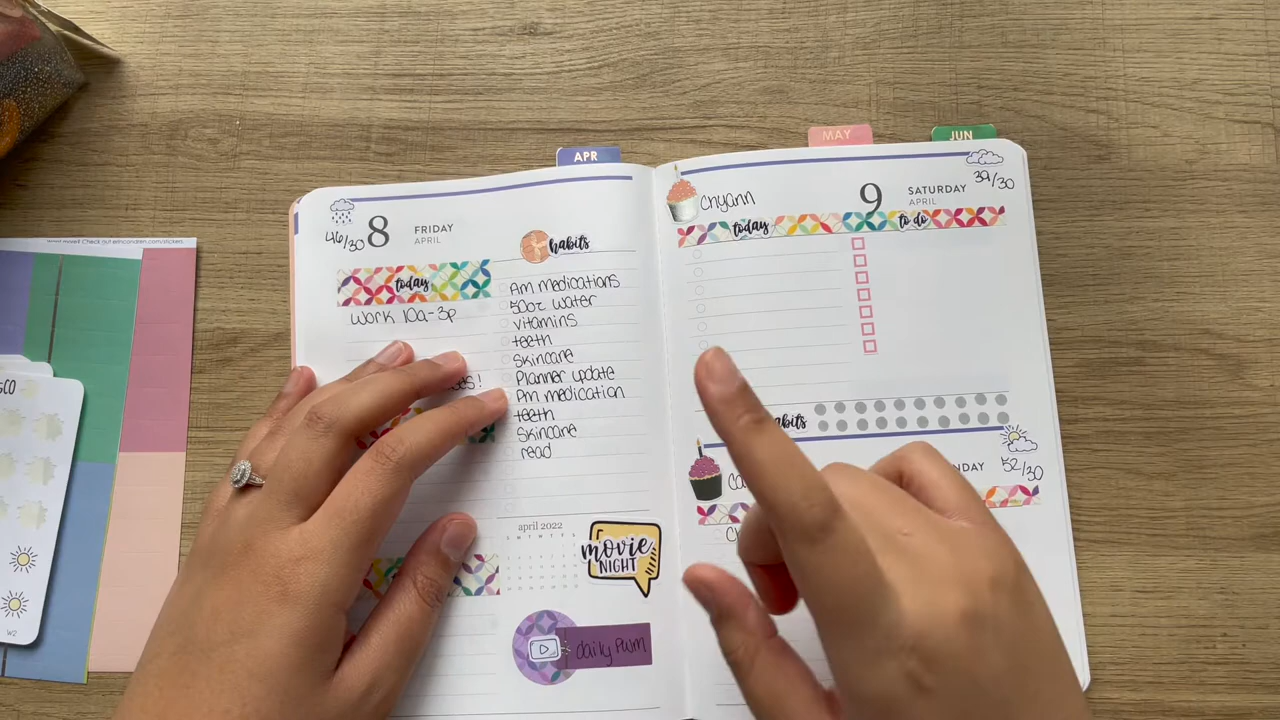 APR
MAY
JUN
8
FRIDAY
APRIL
46/30
habits
today
Work 10a-3p
Am medications
50oz water
vitamins
teeth
Skincare
Planner update
Pm medication
teeth
Skincare
read
april 2022
movie
NIGHT
daily pwm
Chyann
9
SATURDAY
APRIL
39/30
today
to do
52/30
W2